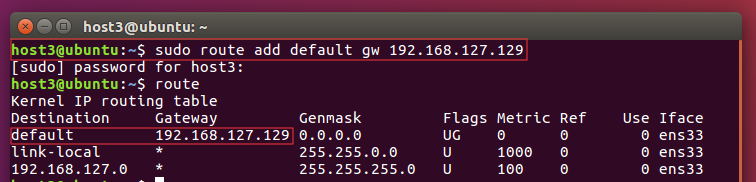 host3@ubuntu: ~
host3@ubuntu:~$ sudo route add default gw 192.168.127.129
[sudo] password for host3:
host3@ubuntu:~$ route
Kernel IP routing table
Destination Gateway Genmask Flags Metric Ref Use Iface
default 192.168.127.129 0.0.0.0 UG 0 0 0 ens33
link-local * 255.255.0.0 U 1000 0 0 ens33
192.168.127.0 * 255.255.255.0 U 100 0 0 ens33